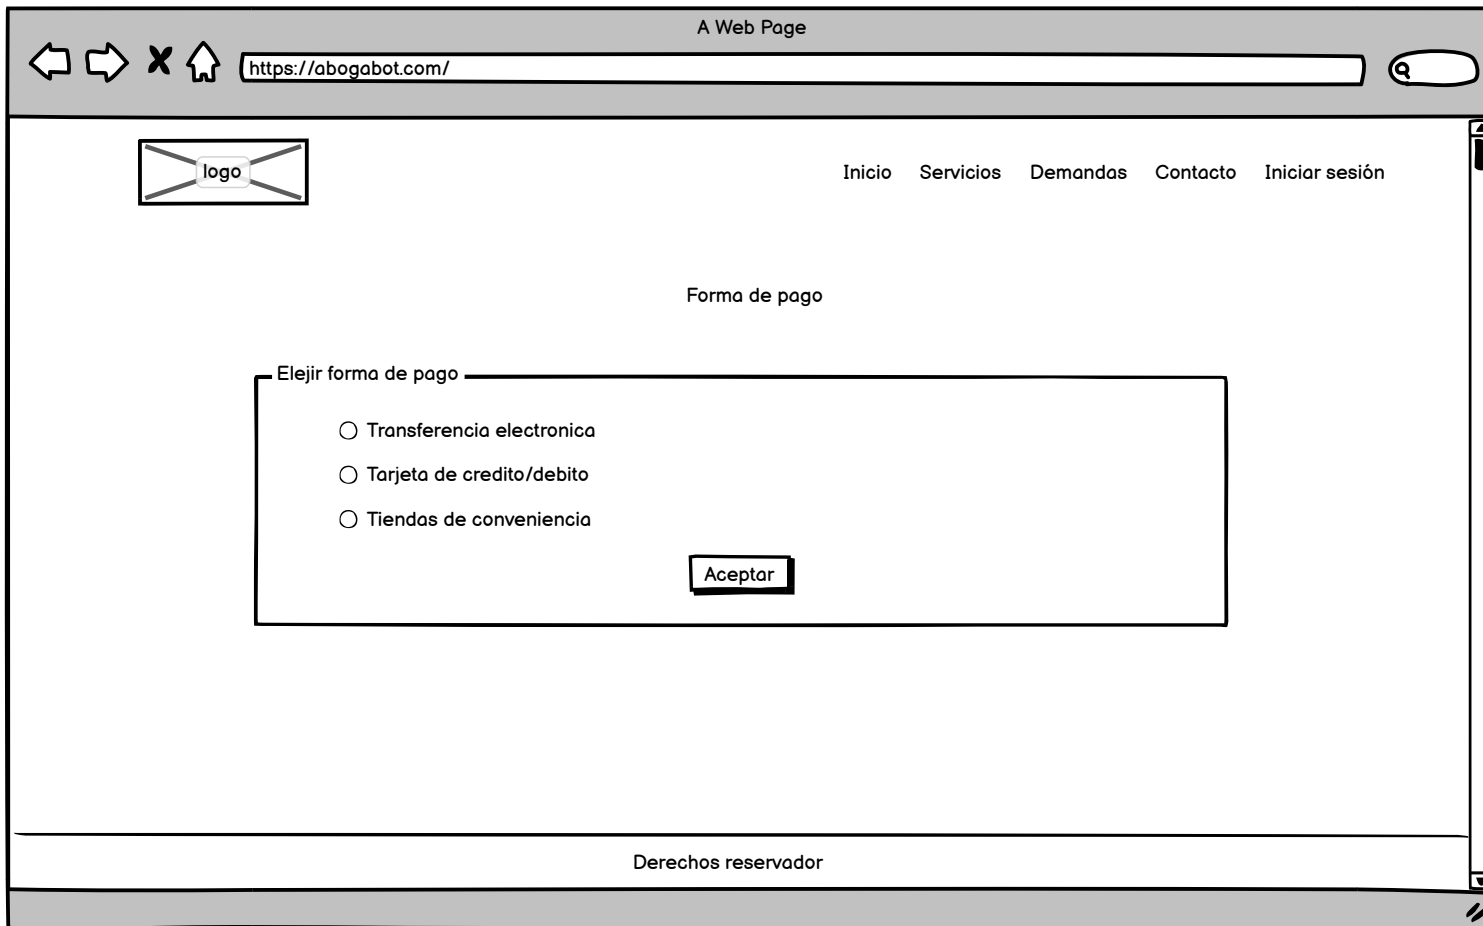 A Web Page
https://abogabot.com/
logo
Inicio Servicios Demandas Contacto Iniciar sesión
Forma de pago
Elejir forma de pago
Transferencia electronica
Tarjeta de credito/debito
Tiendas de conveniencia
Aceptar
Derechos reservador